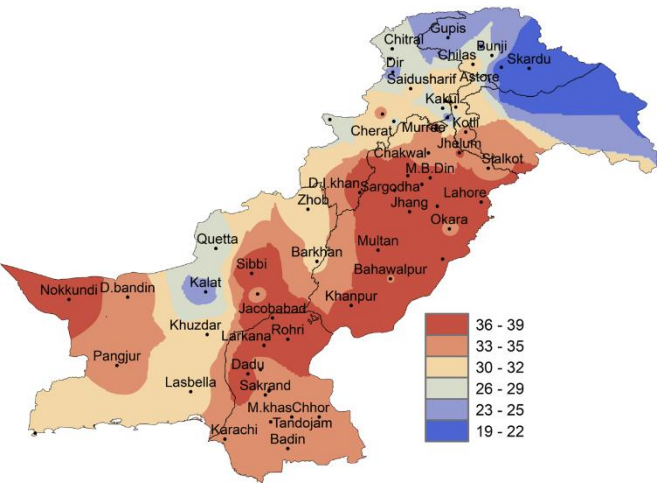 Gupis
Chitral
Bunji
Chilas
Dir
Skardu
Astore
Saidusharif
Kakul
Cherat
Murree
Kotli
Jhelum
Chakwal
Sialkot
M.B.Din
D.I.khan
Sargodha
Lahore
Zhob
Jhang
Okara
Quetta
Multan
Barkhan
Sibbi
Bahawalpur
Nokkundi
D.bandin
Kalat
Khanpur
Jacobabad
Khuzdar
Rohri
Larkana
Pangjur
Dadu
Lasbella
Sakrand
M.khas
Chhor
Tandojam
Karachi
Badin
36 - 39
33 - 35
30 - 32
26 - 29
23 - 25
19 - 22